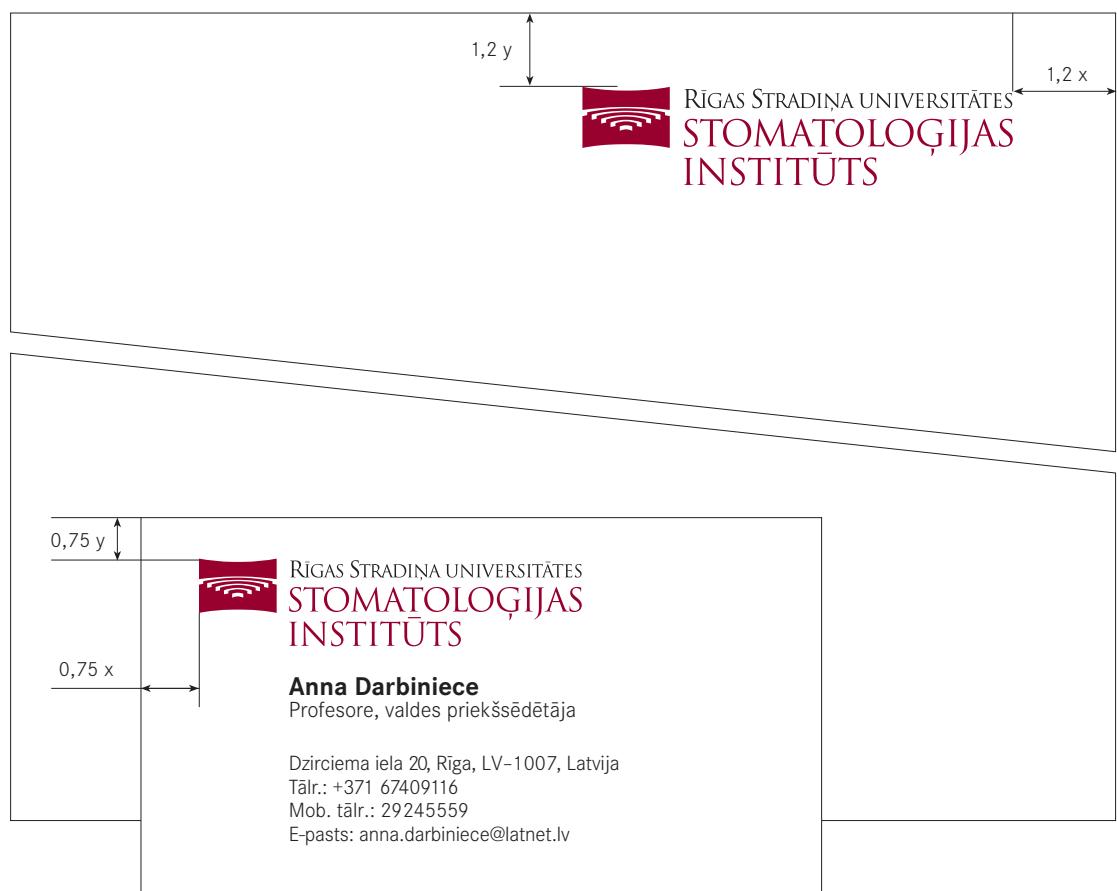 1,2 y
1,2 x
RĪGAS STRADIŅA UNIVERSITĀTES
STOMATOLOĢIJAS
INSTITŪTS
0,75 y
RĪGAS STRADIŅA UNIVERSITĀTES
STOMATOLOĢIJAS
INSTITŪTS
0,75 x
Anna Darbiniece
Profesore, valdes priekšsēdētāja
Dzirciema iela 20, Rīga, LV–1007, Latvija
Tālr.: +371 67409116
Mob. tālr.: 29245559
E-pasts: anna.darbiniece@latnet.lv